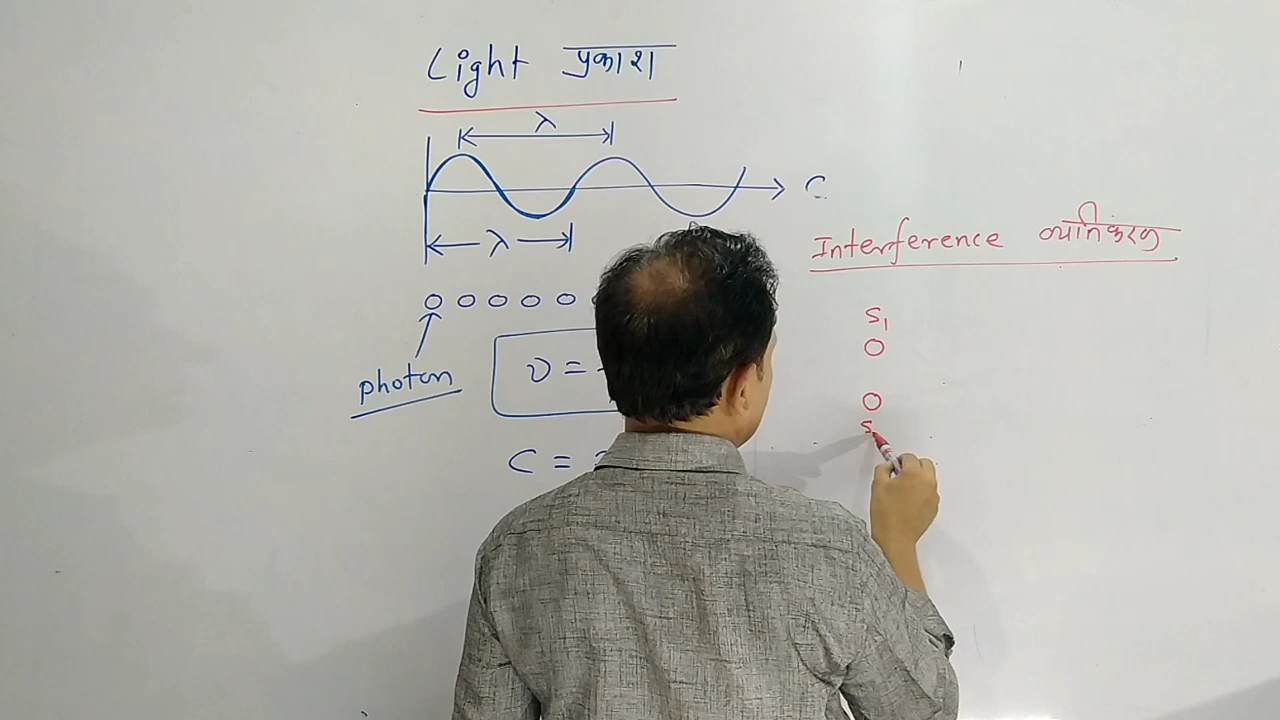 Light प्रकाश
λ
C
λ
photon
υ =
C =
Interference व्यतिकरण
S₁
S